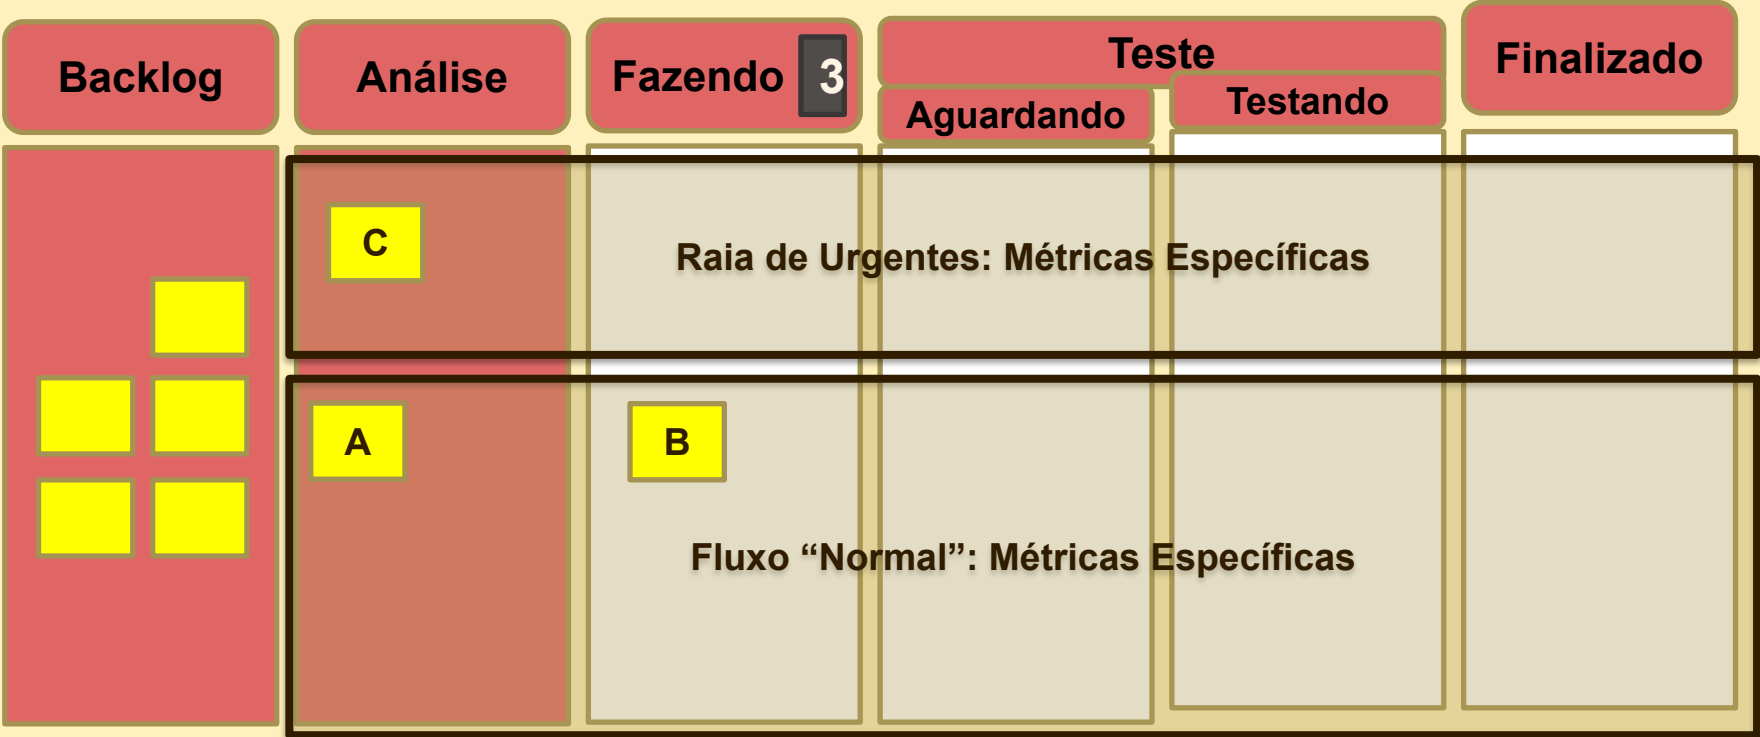 Backlog
Análise
Fazendo
3
Teste
Aguardando
Testando
Finalizado
C
Raia de Urgentes: Métricas Específicas
A
B
Fluxo “Normal”: Métricas Específicas